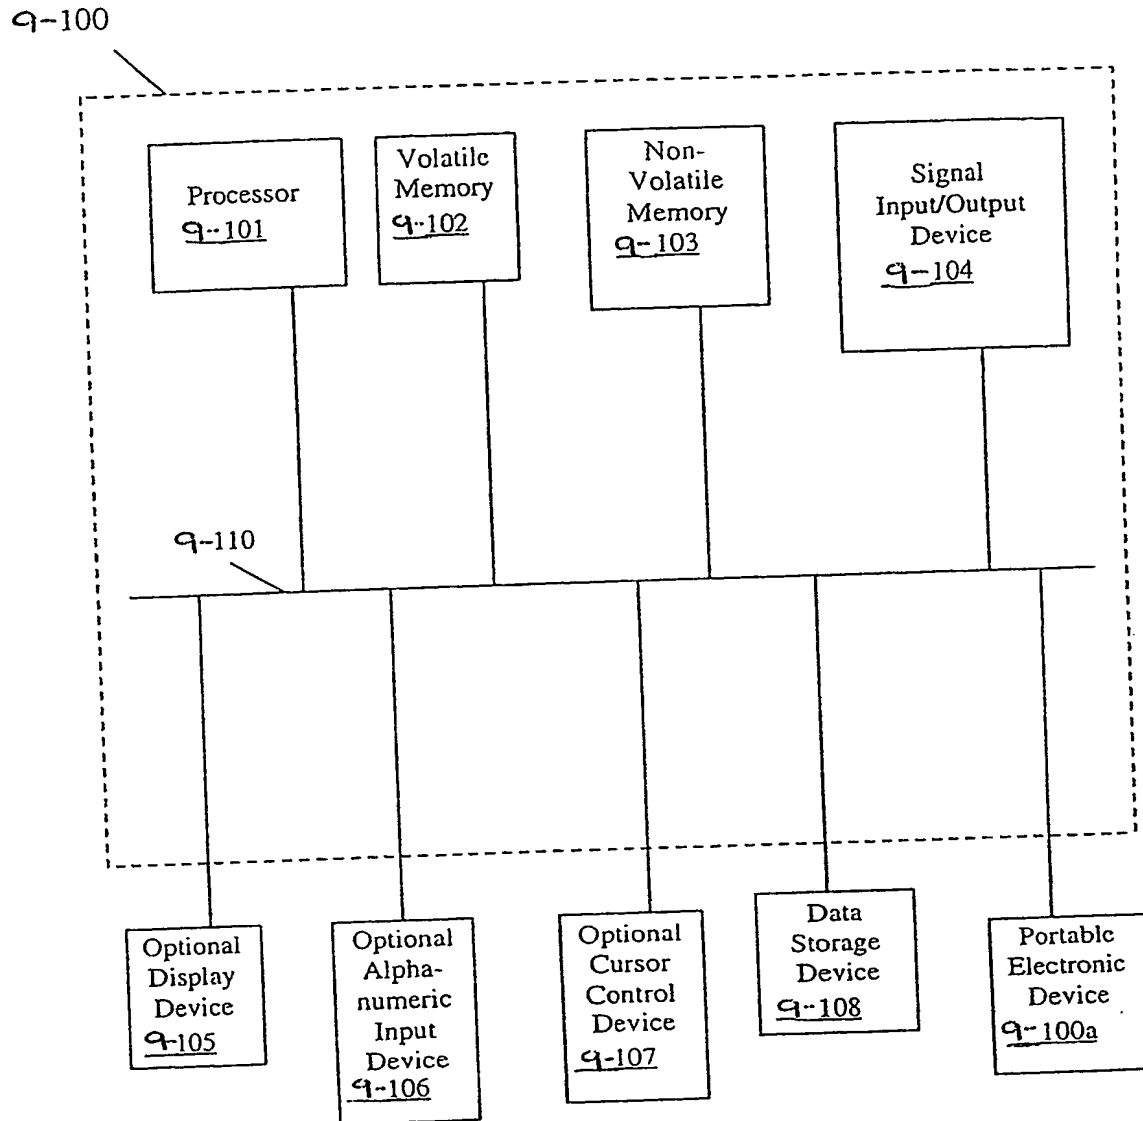 9-100
Processor
9-101
Volatile
Memory
9-102
Non-
Volatile
Memory
9-103
Signal
Input/Output
Device
9-104
9-110
Optional
Display
Device
9-105
Optional
Alpha-
numeric
Input
Device
9-106
Optional
Cursor
Control
Device
9-107
Data
Storage
Device
9-108
Portable
Electronic
Device
9-100a